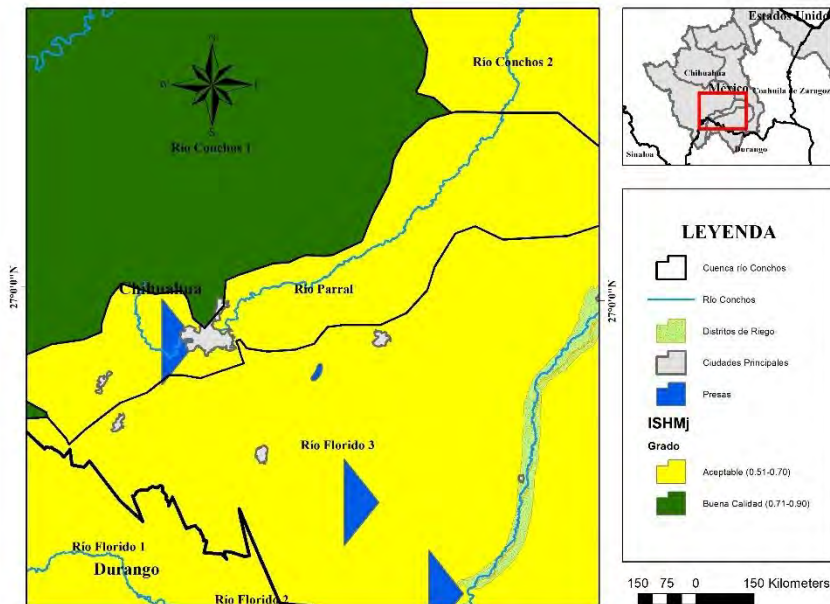 N
W
E
S
Río Conchos 2
Río Conchos 1
Chihuahua
Río Parral
Río Florido 3
Río Florido 1
Durango
Río Florido 2
27°0'0"N
27°0'0"N
Estados Unido
Chihuahua
México
Coahuila de Zaragoz
Sinaloa
Durango
LEYENDA
Cuenca río Conchos
Río Conchos
Distritos de Riego
Ciudades Principales
Presas
ISHMj
Grado
Aceptable (0.51-0.70)
Buena Calidad (0.71-0.90)
150 75 0 150 Kilometers